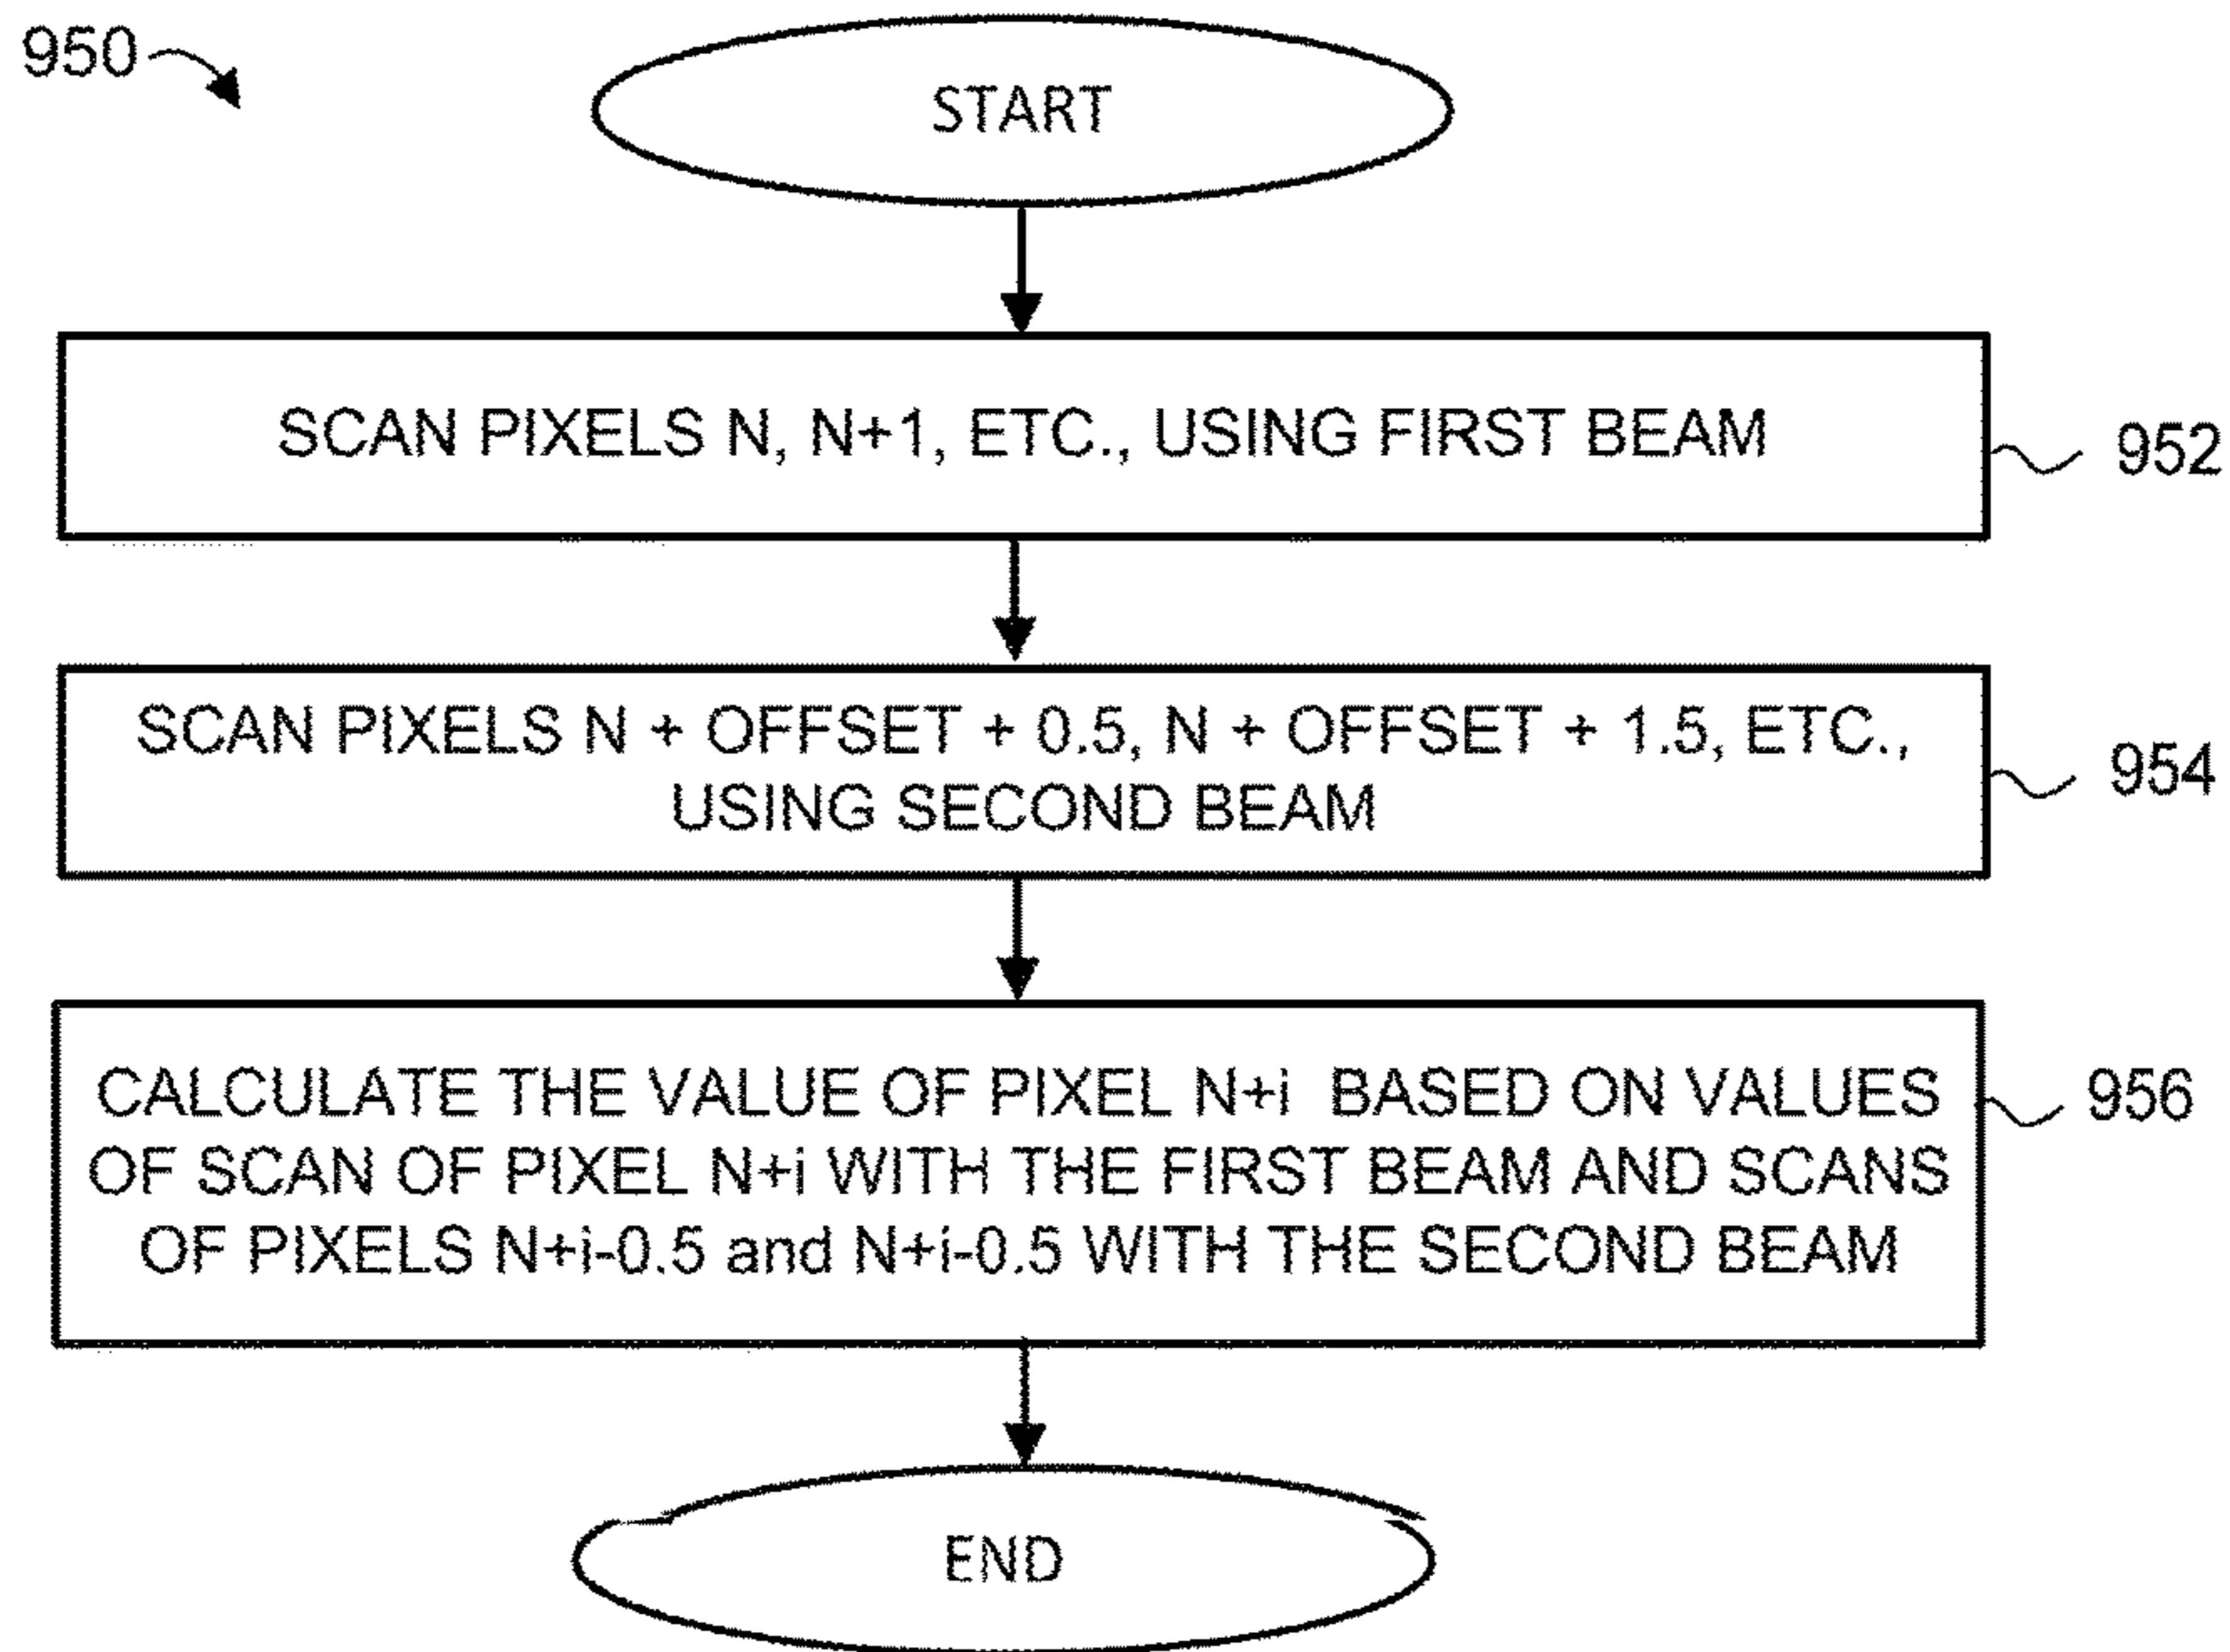 950
START
SCAN PIXELS N, N+1, ETC., USING FIRST BEAM
952
SCAN PIXELS N + OFFSET + 0.5, N + OFFSET + 1.5, ETC.,
USING SECOND BEAM
954
CALCULATE THE VALUE OF PIXEL N+i BASED ON VALUES
OF SCAN OF PIXEL N+i WITH THE FIRST BEAM AND SCANS
OF PIXELS N+i-0.5 and N+i-0.5 WITH THE SECOND BEAM
956
END